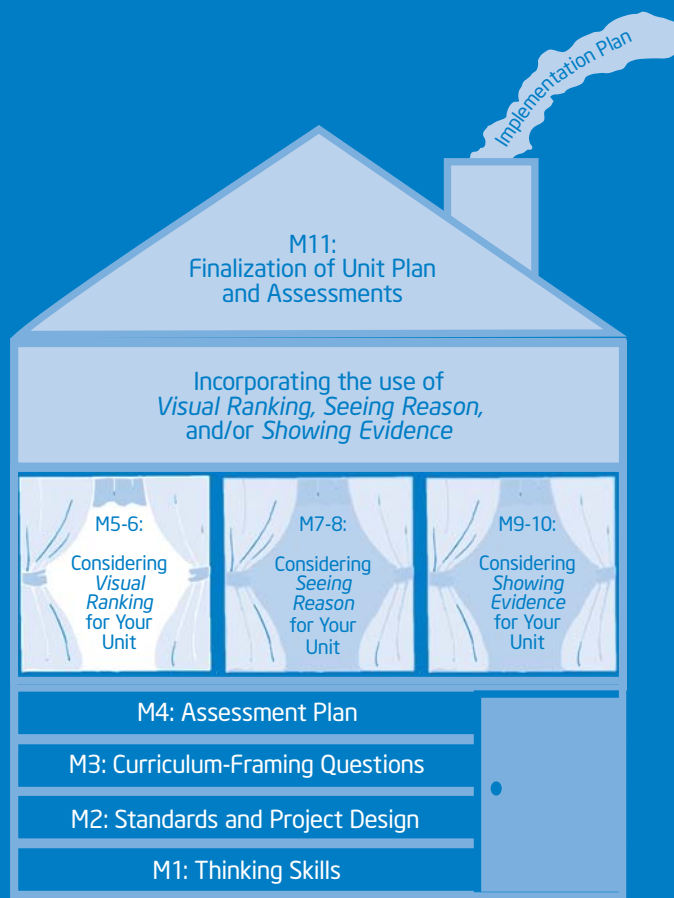 Implementation Plan
M11:
Finalization of Unit Plan
and Assessments
Incorporating the use of
Visual Ranking, Seeing Reason,
and/or Showing Evidence
M5-6:
Considering
Visual
Ranking
for Your
Unit
M7-8:
Considering
Seeing
Reason
for Your
Unit
M9-10:
Considering
Showing
Evidence
for Your
Unit
M4: Assessment Plan
M3: Curriculum-Framing Questions
M2: Standards and Project Design
M1: Thinking Skills